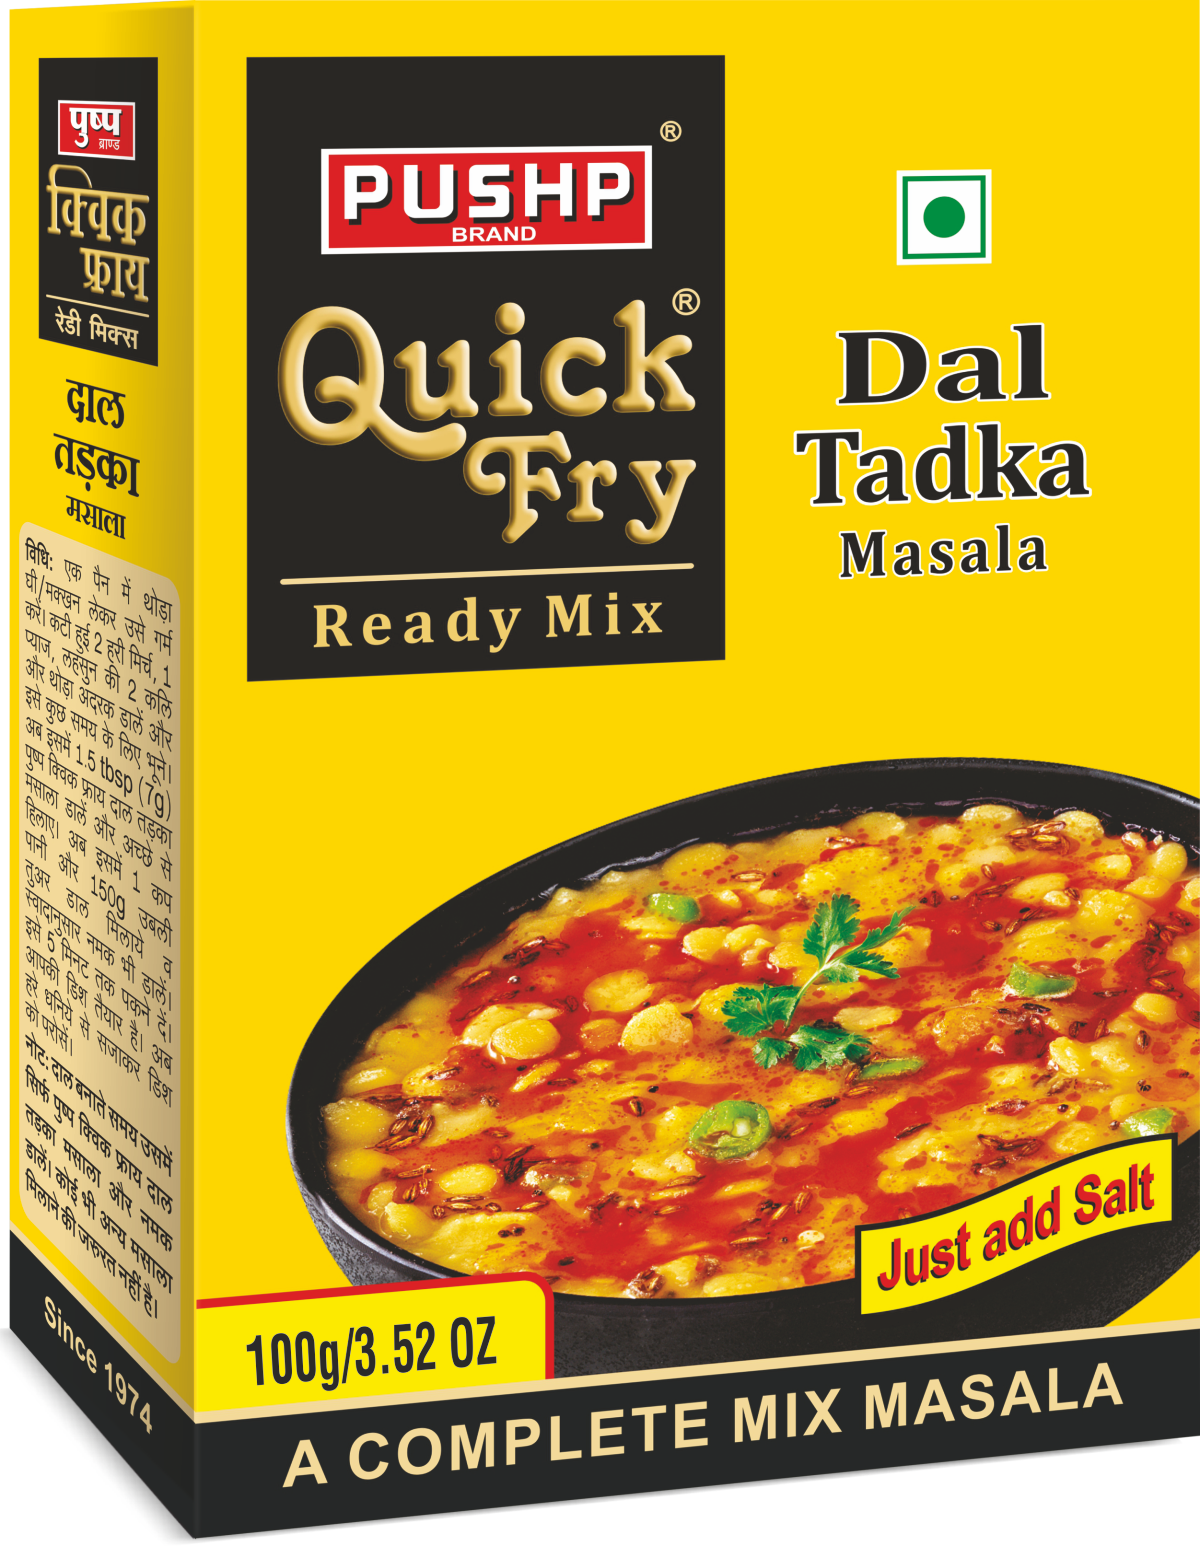 पुष्प
ब्राण्ड
क्विक
फ्राय
रेडी मिक्स
दाल
तड़का
मसाला
विधि: एक पैन में थोड़ा
घी/मक्खन लेकर उसे गर्म
करें। कटी हुई 2 हरी मिर्च, 1
प्याज, लहसुन की 2 कलि
और थोड़ा अदरक डालें और
इसे कुछ समय के लिए भूने।
अब इसमें 1.5 tbsp (7g)
पुष्प क्विक फ्राय दाल तड़का
मसाला डालें और अच्छे से
हिलाए। अब इसमें 1 कप
पानी और 150g उबली
तुअर दाल मिलाये व
स्वादानुसार नमक भी डालें।
इसे 5 मिनट तक पकने दें।
आपकी डिश तैयार है। अब
हरे धनिये से सजाकर डिश
को परोसें।
नोट: दाल बनाते समय उसमें
सिर्फ पुष्प क्विक फ्राय दाल
तड़का मसाला और नमक
डालें। कोई भी अन्य मसाला
मिलाने की जरुरत नहीं है।
Since 1974
PUSHP ®
BRAND
Quick ®
Fry
Ready Mix
Dal
Tadka
Masala
Just add Salt
100g/3.52 OZ
A COMPLETE MIX MASALA